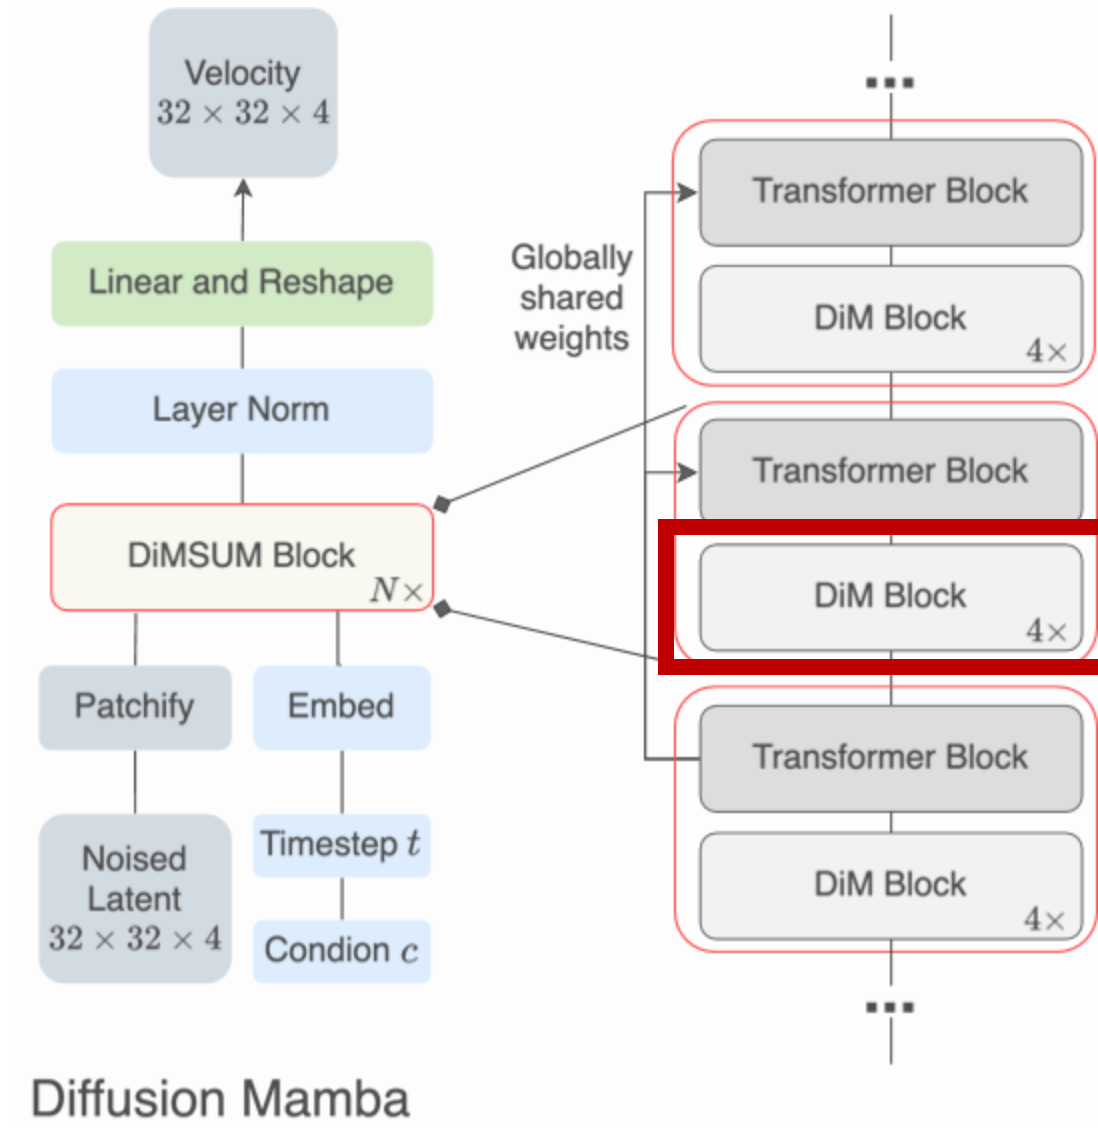 Velocity
32 × 32 × 4
Linear and Reshape
Layer Norm
DiMSUM Block
N×
Patchify
Embed
Noised
Latent
32 × 32 × 4
Timestep t
Condion c
Diffusion Mamba
Globally
shared
weights
Transformer Block
DiM Block
4×
Transformer Block
DiM Block
4×
Transformer Block
DiM Block
4×